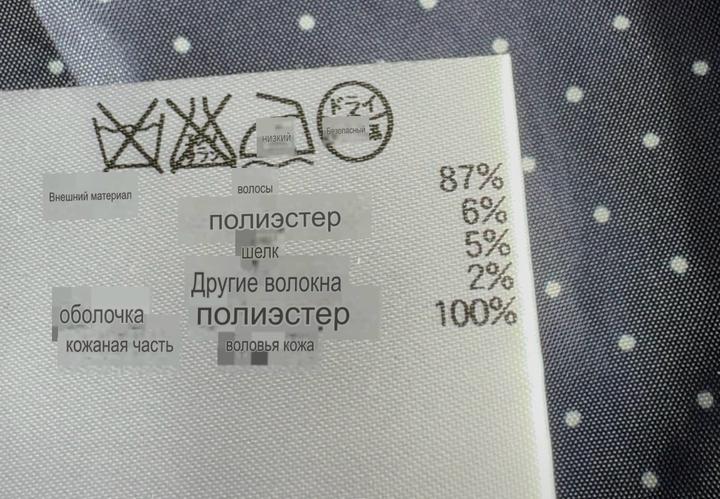 низкий
ドライ
Безопасный
Внешний материал волосы 87%
полиэстер 6%
шелк 5%
Другие волокна 2%
оболочка полиэстер 100%
кожаная часть воловья кожа